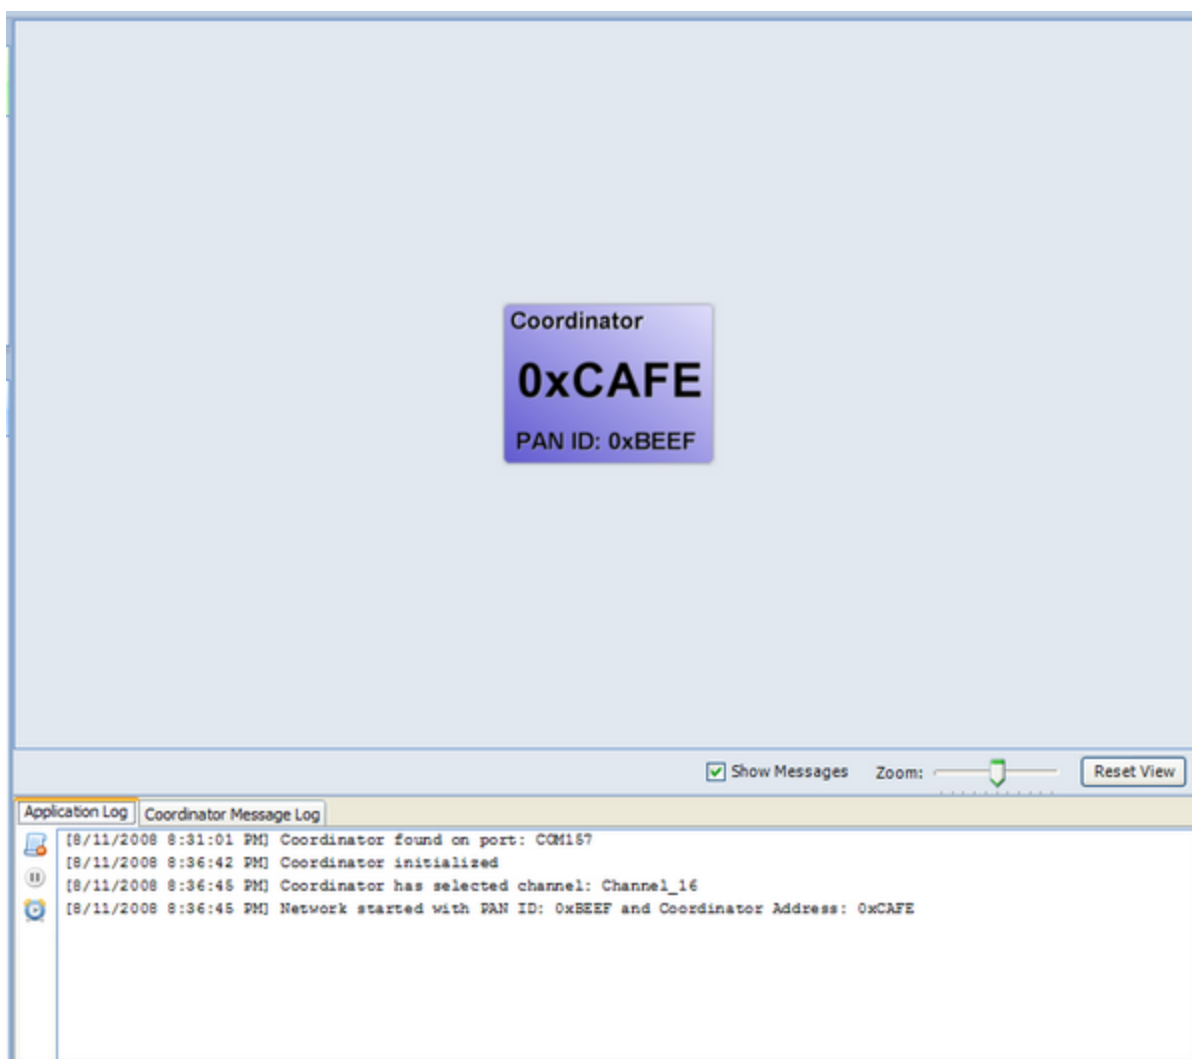 Coordinator
0xCAFE
PAN ID: 0xBEEF
Show Messages Zoom: Reset View
Application Log Coordinator Message Log
[8/11/2008 8:31:01 PM] Coordinator found on port: COM157
[8/11/2008 8:36:42 PM] Coordinator initialized
[8/11/2008 8:36:45 PM] Coordinator has selected channel: Channel_16
[8/11/2008 8:36:45 PM] Network started with PAN ID: 0xBEEF and Coordinator Address: 0xCAFE